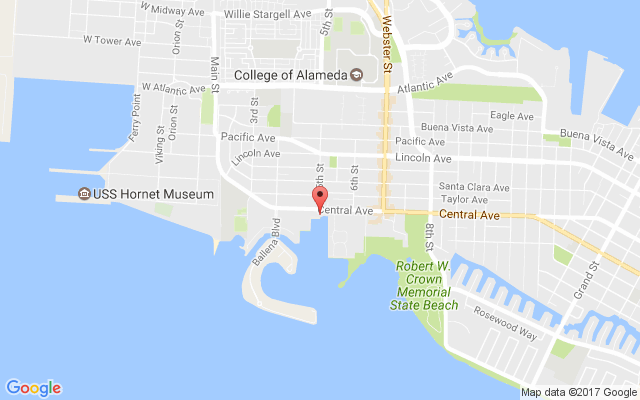 W Midway Ave
Willie Stargell Ave
5th St
Webster St
W Tower Ave
Orion St
Main St
College of Alameda
Atlantic Ave
W Atlantic Ave
3rd St
Ferry Point
Viking St
Orion St
Eagle Ave
Buena Vista Ave
Buena Vista Ave
Pacific Ave
Pacific Ave
Lincoln Ave
Lincoln Ave
6th St
Santa Clara Ave
Taylor Ave
USS Hornet Museum
Central Ave
Central Ave
Ballena Blvd
8th St
Robert W.
Crown
Memorial
State Beach
Grand St
Rosewood Way
Google
Map data ©2017 Google